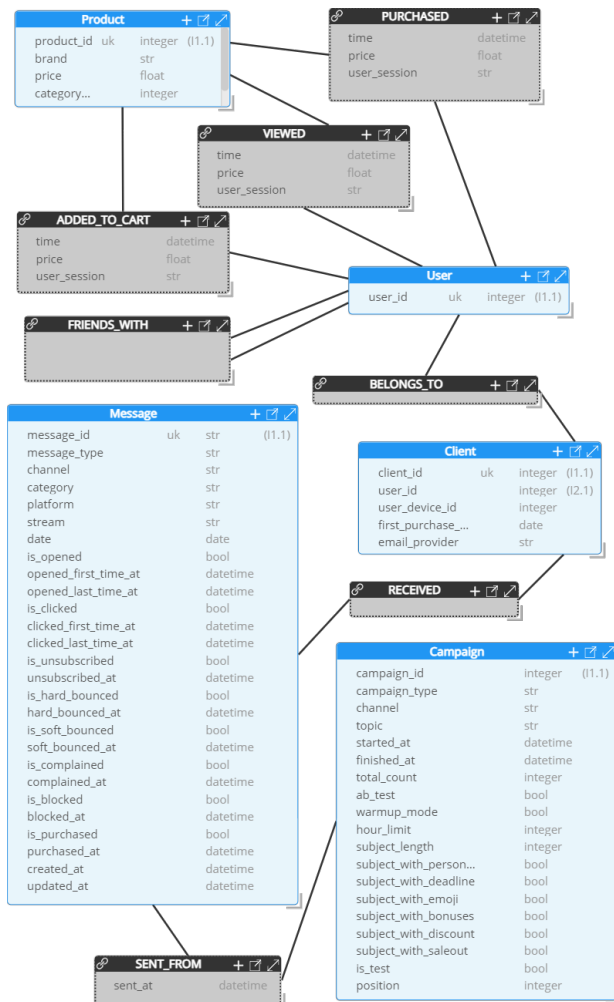 Product
product_id uk integer (I1.1)
brand str
price float
category... integer
PURCHASED
time datetime
price float
user_session str
VIEWED
time datetime
price float
user_session str
ADDED_TO_CART
time datetime
price float
user_session str
User
user_id uk integer (I1.1)
FRIENDS_WITH
BELONGS_TO
Message
message_id uk str (I1.1)
message_type str
channel str
category str
platform str
stream str
date date
is_opened bool
opened_first_time_at datetime
opened_last_time_at datetime
is_clicked bool
clicked_first_time_at datetime
clicked_last_time_at datetime
is_unsubscribed bool
unsubscribed_at datetime
is_hard_bounced bool
hard_bounced_at datetime
is_soft_bounced bool
soft_bounced_at datetime
is_complained bool
complained_at datetime
is_blocked bool
blocked_at datetime
is_purchased bool
purchased_at datetime
created_at datetime
updated_at datetime
Client
client_id uk integer (I1.1)
user_id integer (I2.1)
user_device_id integer
first_purchase_... date
email_provider str
RECEIVED
Campaign
campaign_id integer (I1.1)
campaign_type str
channel str
topic str
started_at datetime
finished_at datetime
total_count integer
ab_test bool
warmup_mode bool
hour_limit integer
subject_length integer
subject_with_person... bool
subject_with_deadline bool
subject_with_emoji bool
subject_with_bonuses bool
subject_with_discount bool
subject_with_saleout bool
is_test bool
position integer
SENT_FROM
sent_at datetime